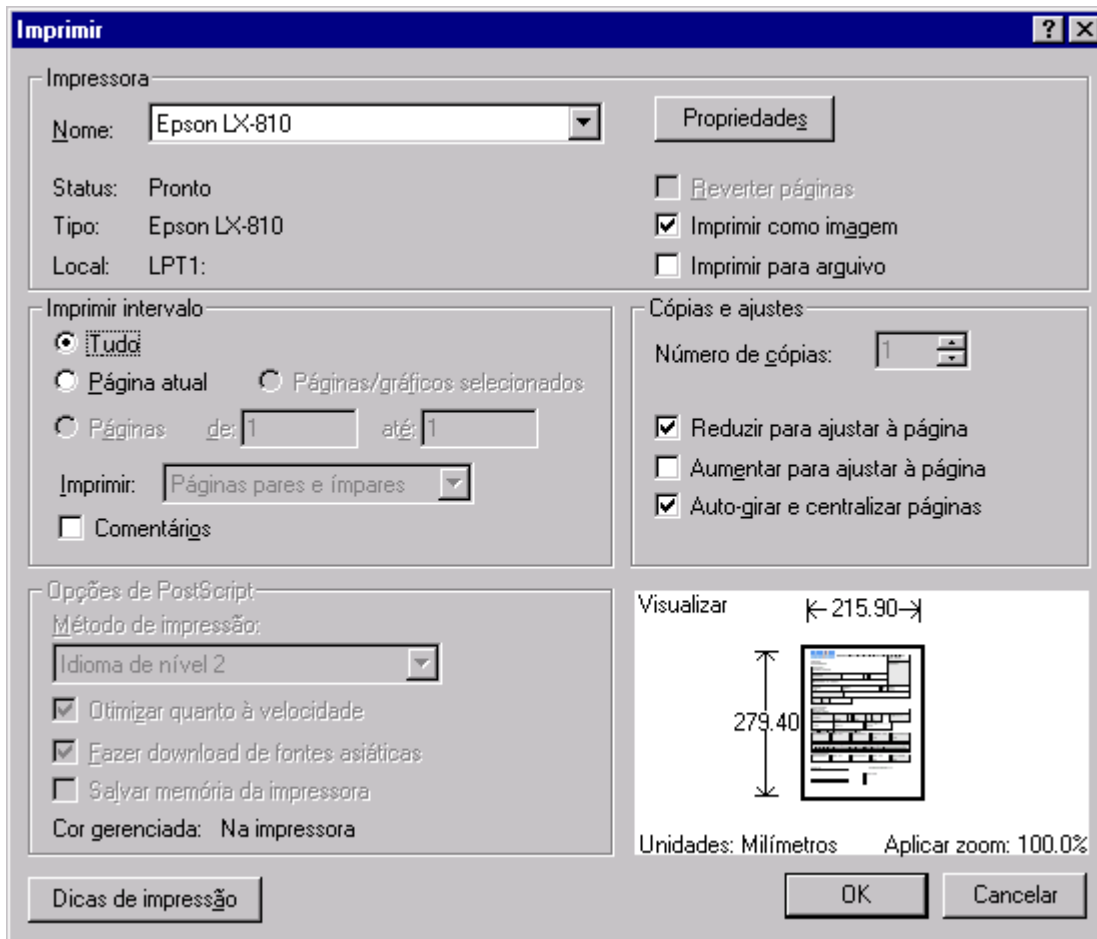 Imprimir
Impressora
Nome: Epson LX-810 Propriedades
Status: Pronto Reverter páginas
Tipo: Epson LX-810 Imprimir como imagem
Local: LPT1: Imprimir para arquivo
Imprimir intervalo
Tudo
Página atual Páginas/gráficos selecionados
Páginas de: 1 até: 1
Imprimir: Páginas pares e ímpares
Comentários
Cópias e ajustes
Número de cópias: 1
Reduzir para ajustar à página
Aumentar para ajustar à página
Auto-girar e centralizar páginas
Opções de PostScript
Método de impressão:
Idioma de nível 2
Otimizar quanto à velocidade
Fazer download de fontes asiáticas
Salvar memória da impressora
Cor gerenciada: Na impressora
Visualizar 215.90
279.40
Unidades: Milímetros Aplicar zoom: 100.0%
Dicas de impressão OK Cancelar